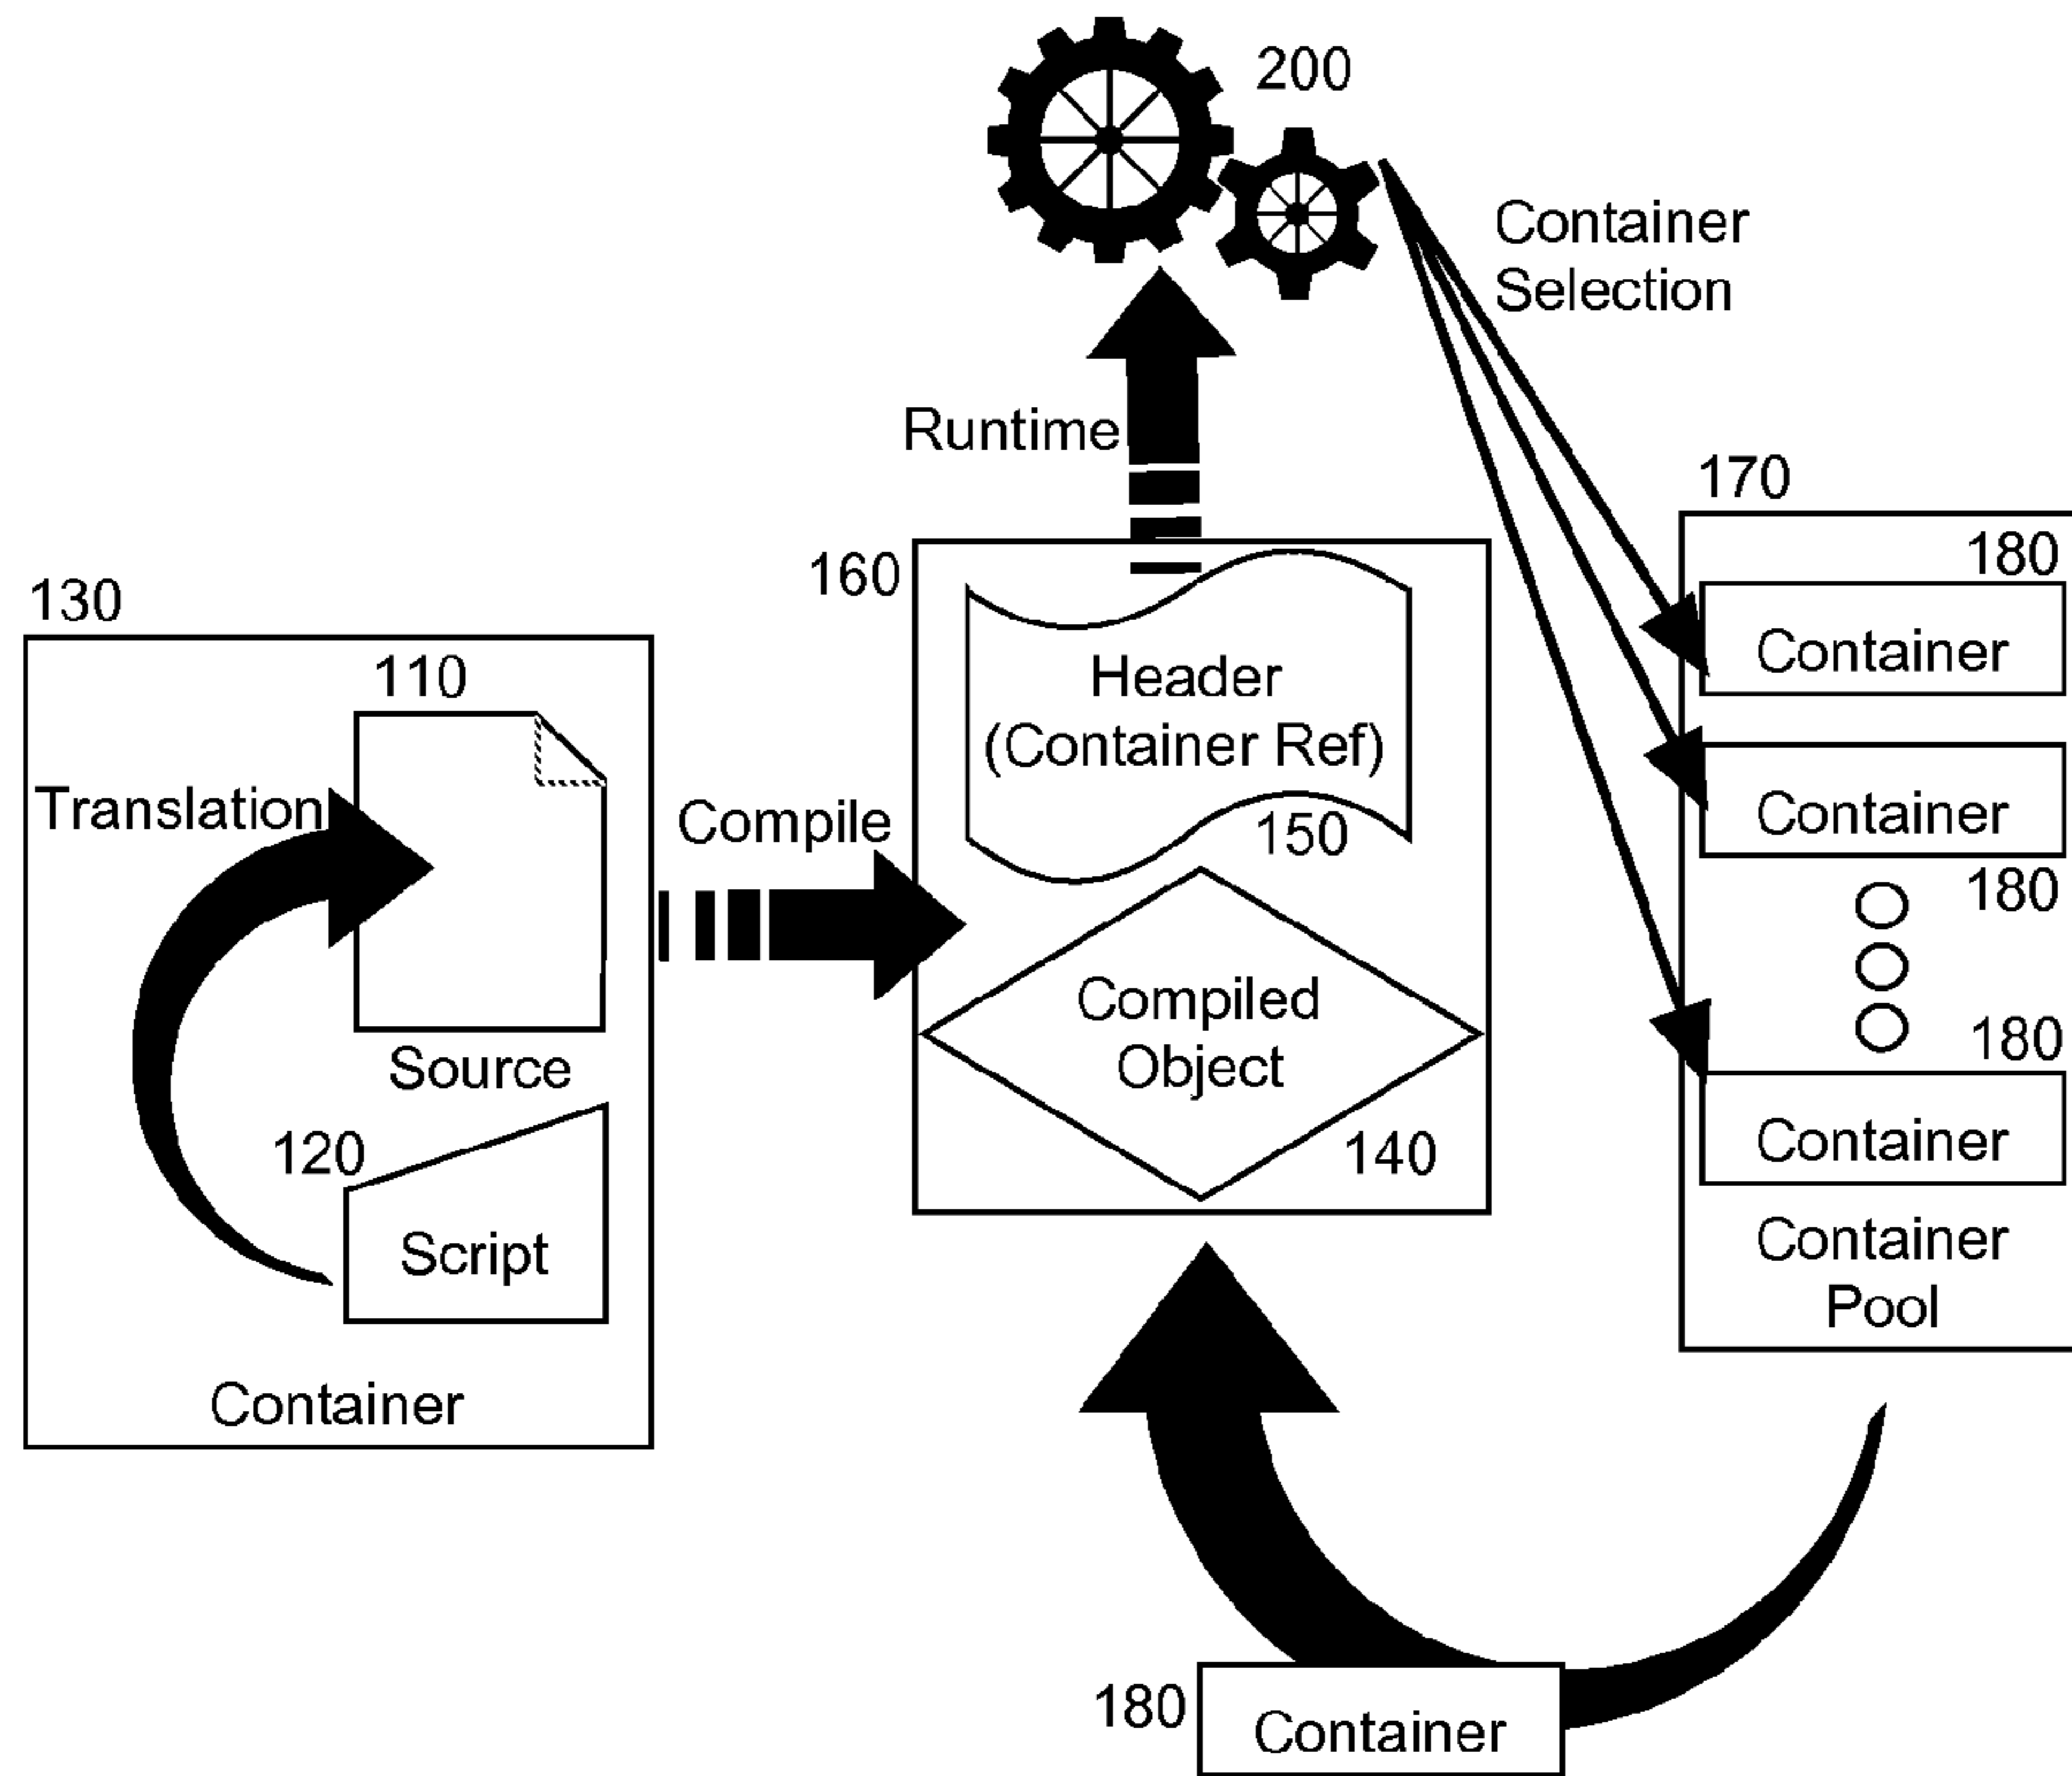 200
Container
Selection
Runtime
170
160
180
130
Header
(Container Ref)
Container
110
Translation
Compile
150
Container
180
Compiled
Object
Source
180
120
140
Container
Script
Container
Pool
Container
180
Container